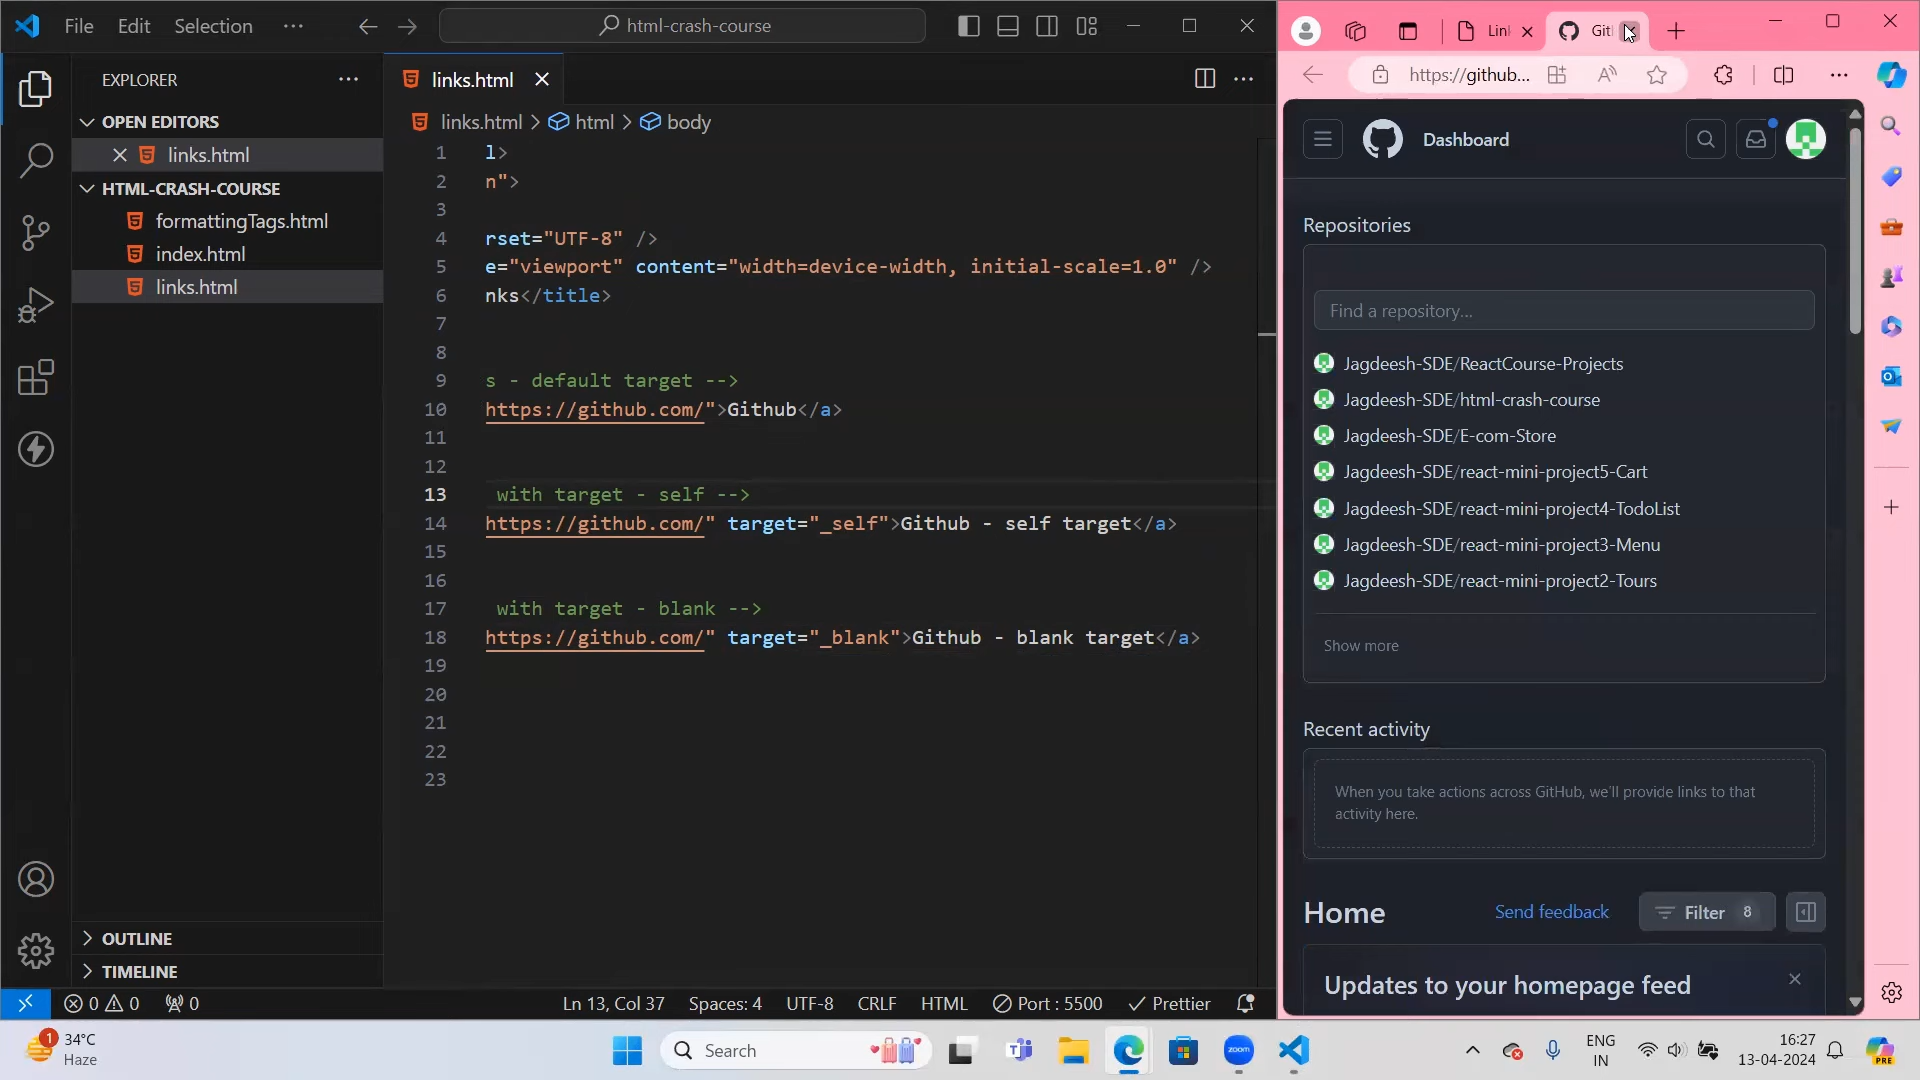 File Edit Selection ···
html-crash-course
EXPLORER
OPEN EDITORS
links.html
HTML-CRASH-COURSE
formattingTags.html
index.html
links.html
OUTLINE
TIMELINE
links.html
links.html > html > body
1 l>
2 n">
3
4 rset="UTF-8" />
5 e="viewport" content="width=device-width, initial-scale=1.0" />
6 nks</title>
7
8
9 s - default target -->
10 https://github.com/">Github</a>
11
12
13 with target - self -->
14 https://github.com/" target="_self">Github - self target</a>
15
16
17 with target - blank -->
18 https://github.com/" target="_blank">Github - blank target</a>
19
20
21
22
23
0 0 0
Ln 13, Col 37 Spaces: 4 UTF-8 CRLF HTML Port : 5500 Prettier
Lin Git
https://github...
Dashboard
Repositories
Find a repository...
Jagdeesh-SDE/ReactCourse-Projects
Jagdeesh-SDE/html-crash-course
Jagdeesh-SDE/E-com-Store
Jagdeesh-SDE/react-mini-project5-Cart
Jagdeesh-SDE/react-mini-project4-TodoList
Jagdeesh-SDE/react-mini-project3-Menu
Jagdeesh-SDE/react-mini-project2-Tours
Show more
Recent activity
When you take actions across GitHub, we'll provide links to that
activity here.
Home Send feedback Filter 8
Updates to your homepage feed
1
34°C
Haze
Search
zoom
ENG
IN
16:27
13-04-2024
PRE